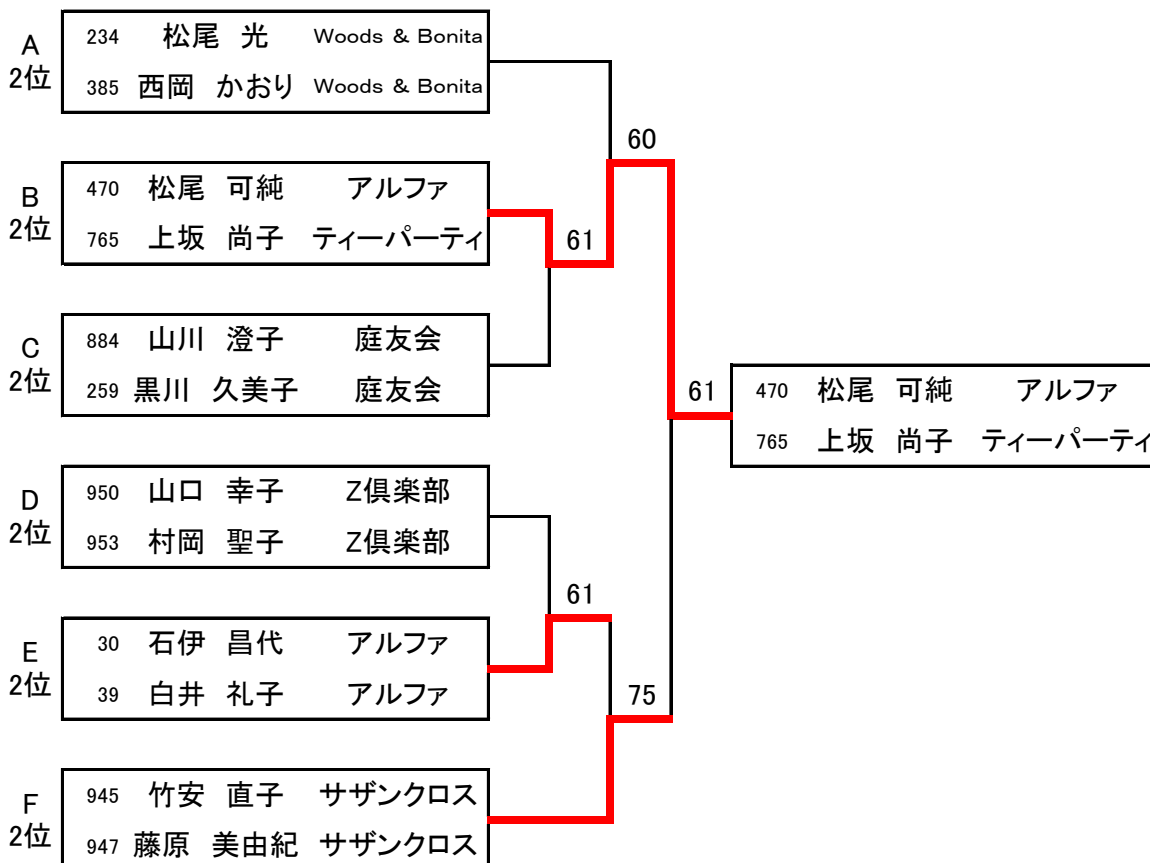 A
2位
234 松尾 光 Woods & Bonita
385 西岡 かおり Woods & Bonita
60
B
2位
470 松尾 可純 アルファ
765 上坂 尚子 ティーパーティ
61
C
2位
884 山川 澄子 庭友会
259 黒川 久美子 庭友会
61
470 松尾 可純 アルファ
765 上坂 尚子 ティーパーティ
D
2位
950 山口 幸子 Z倶楽部
953 村岡 聖子 Z倶楽部
61
E
2位
30 石伊 昌代 アルファ
39 白井 礼子 アルファ
75
F
2位
945 竹安 直子 サザンクロス
947 藤原 美由紀 サザンクロス